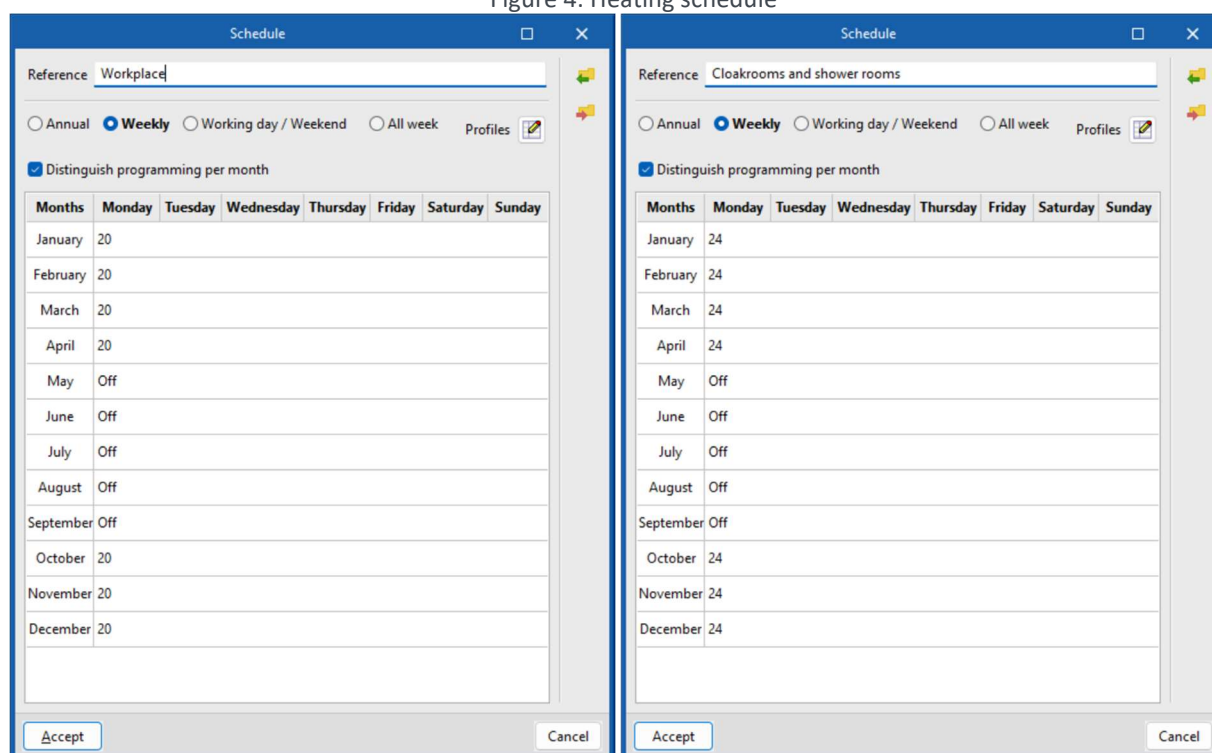 Figure 4. Heating schedule
Schedule
Reference Workplace
Annual Weekly Working day / Weekend All week Profiles
Distinguish programming per month
Months Monday Tuesday Wednesday Thursday Friday Saturday Sunday
January 20
February 20
March 20
April 20
May Off
June Off
July Off
August Off
September Off
October 20
November 20
December 20
Accept Cancel
Schedule
Reference Cloakrooms and shower rooms
Annual Weekly Working day / Weekend All week Profiles
Distinguish programming per month
Months Monday Tuesday Wednesday Thursday Friday Saturday Sunday
January 24
February 24
March 24
April 24
May Off
June Off
July Off
August Off
September Off
October 24
November 24
December 24
Accept Cancel